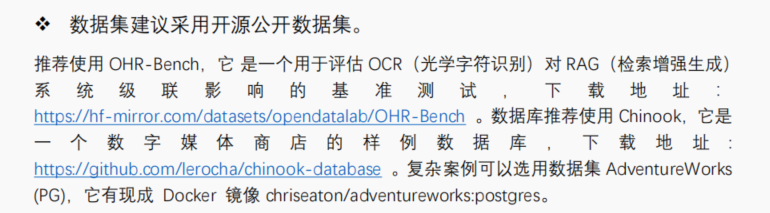 ❖ 数据集建议采用开源公开数据集。
推荐使用 OHR-Bench，它 是一个用于评估 OCR（光学字符识别）对 RAG（检索增强生成）
系统级联影响的基准测试，下载地址：
https://hf-mirror.com/datasets/opendatalab/OHR-Bench 。数据库推荐使用 Chinook，它是
一个数字媒体商店的样例数据库，下载地址：
https://github.com/lerocha/chinook-database 。复杂案例可以选用数据集 AdventureWorks
(PG)，它有现成 Docker 镜像 chriseaton/adventureworks:postgres。